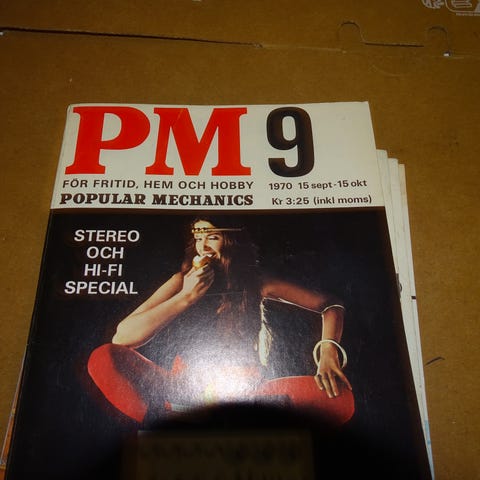 PM 9
FÖR FRITID, HEM OCH HOBBY
1970 15 sept-15 okt
POPULAR MECHANICS
Kr 3:25 (inkl moms)
STEREO
OCH
HI-FI
SPECIAL